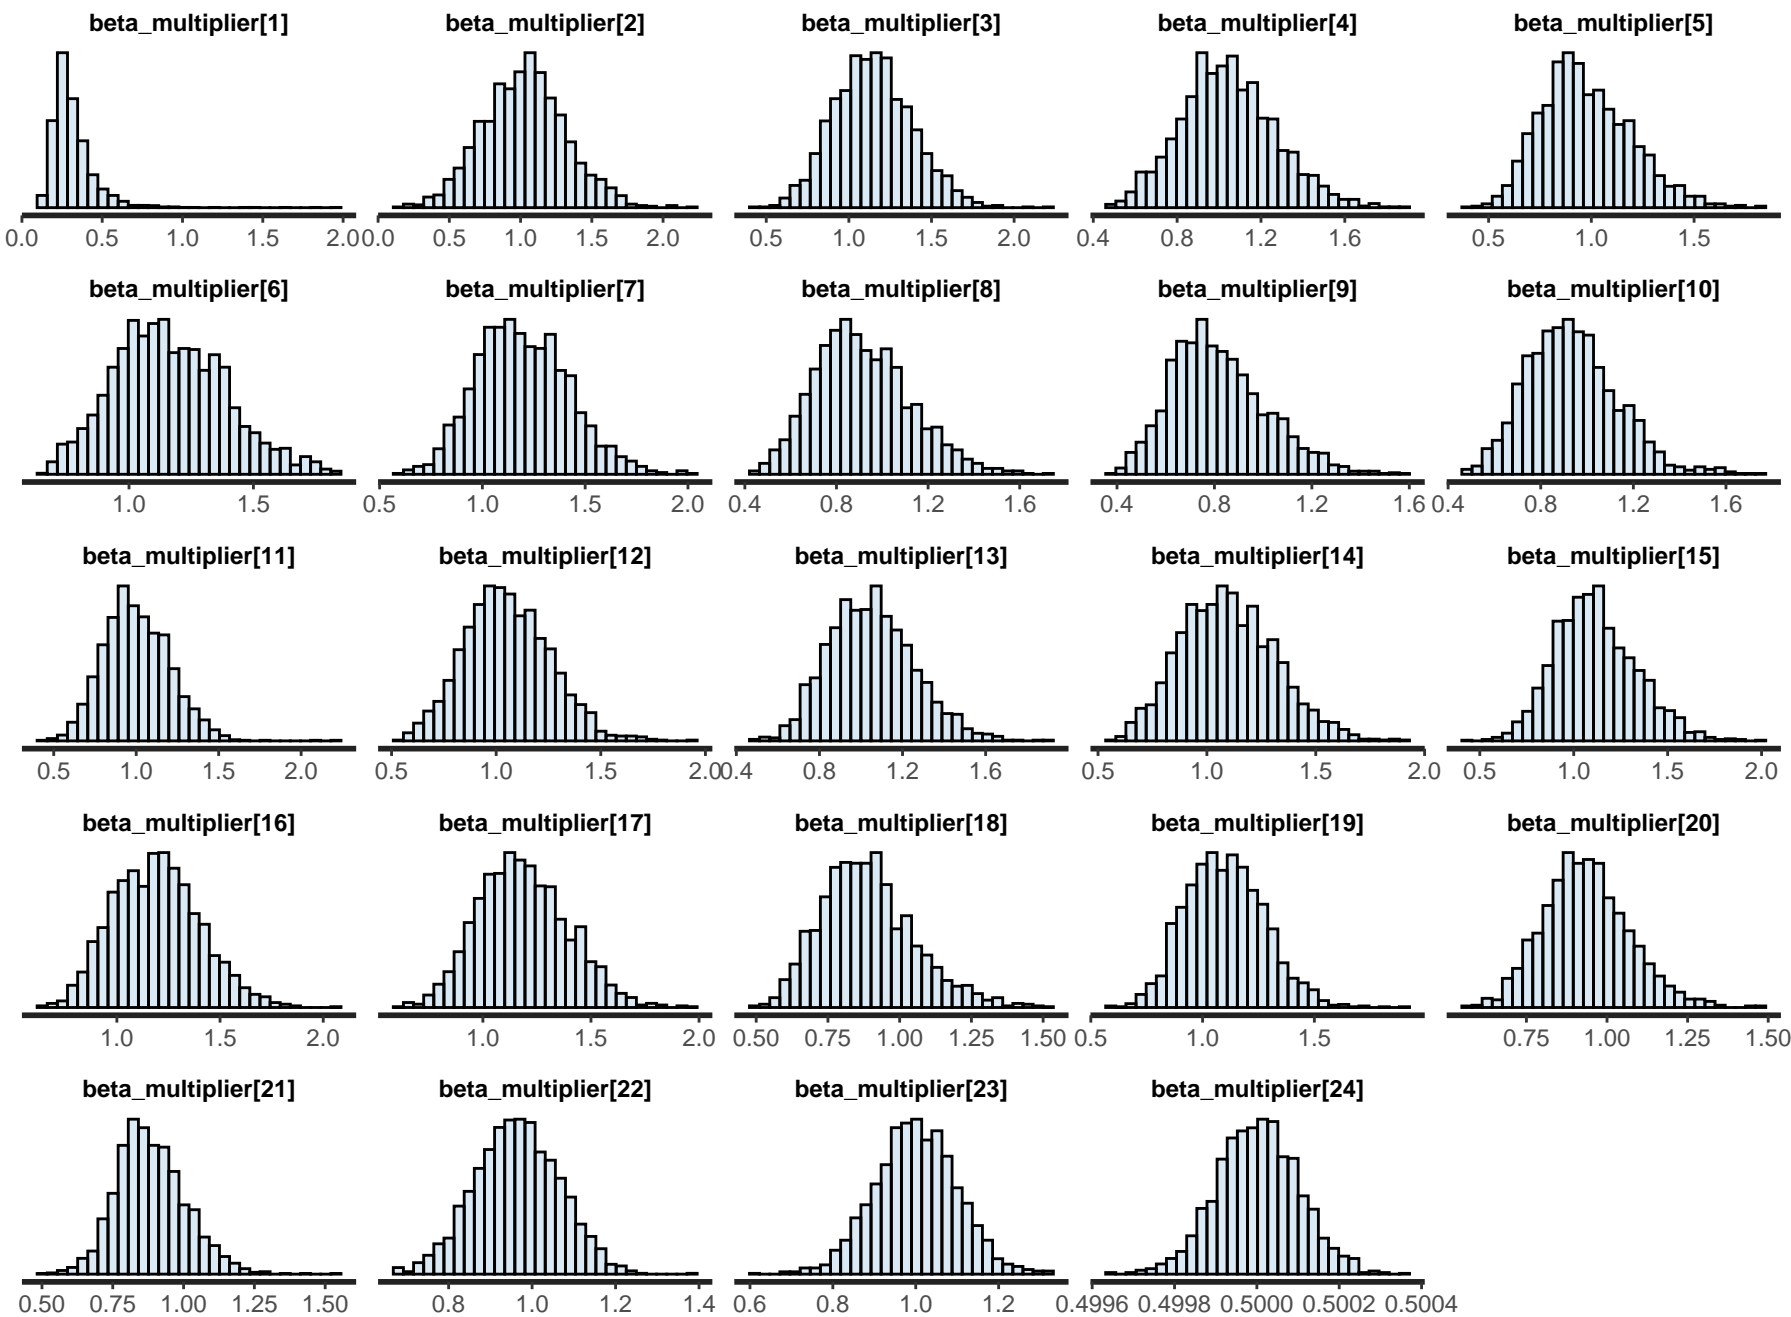 beta_multiplier[1] beta_multiplier[2] beta_multiplier[3] beta_multiplier[4] beta_multiplier[5]
0.0 0.5 1.0 1.5 2.0 0.0 0.5 1.0 1.5 2.0 0.5 1.0 1.5 2.0 0.4 0.8 1.2 1.6 0.5 1.0 1.5
beta_multiplier[6] beta_multiplier[7] beta_multiplier[8] beta_multiplier[9] beta_multiplier[10]
1.0 1.5 0.5 1.0 1.5 2.0 0.4 0.8 1.2 1.6 0.4 0.8 1.2 1.6 0.4 0.8 1.2 1.6
beta_multiplier[11] beta_multiplier[12] beta_multiplier[13] beta_multiplier[14] beta_multiplier[15]
0.5 1.0 1.5 2.0 0.5 1.0 1.5 2.0 0.4 0.8 1.2 1.6 0.5 1.0 1.5 2.0 0.5 1.0 1.5 2.0
beta_multiplier[16] beta_multiplier[17] beta_multiplier[18] beta_multiplier[19] beta_multiplier[20]
1.0 1.5 2.0 1.0 1.5 2.0 0.50 0.75 1.00 1.25 1.50 0.5 1.0 1.5 0.75 1.00 1.25 1.50
beta_multiplier[21] beta_multiplier[22] beta_multiplier[23] beta_multiplier[24]
0.50 0.75 1.00 1.25 1.50 0.8 1.0 1.2 1.4 0.6 0.8 1.0 1.2 0.4996 0.4998 0.5000 0.5002 0.5004